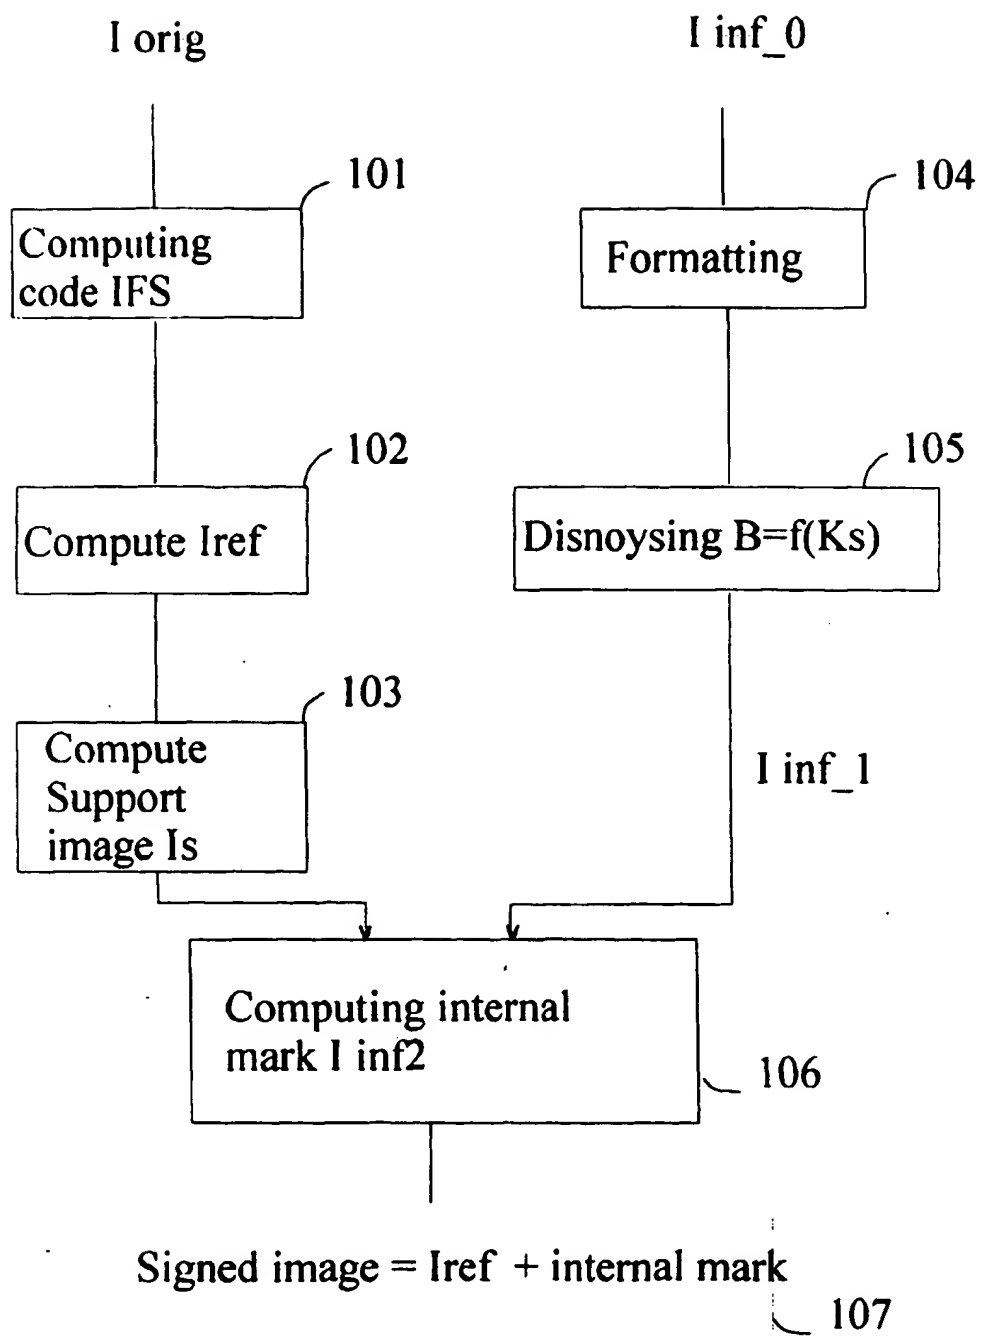 I orig
I inf_0
101
104
Computing
code IFS
Formatting
102
105
Compute Iref
Disnoysing B=f(Ks)
103
Compute
Support
image Is
I inf_1
Computing internal
mark I inf2
106
Signed image = Iref + internal mark
107